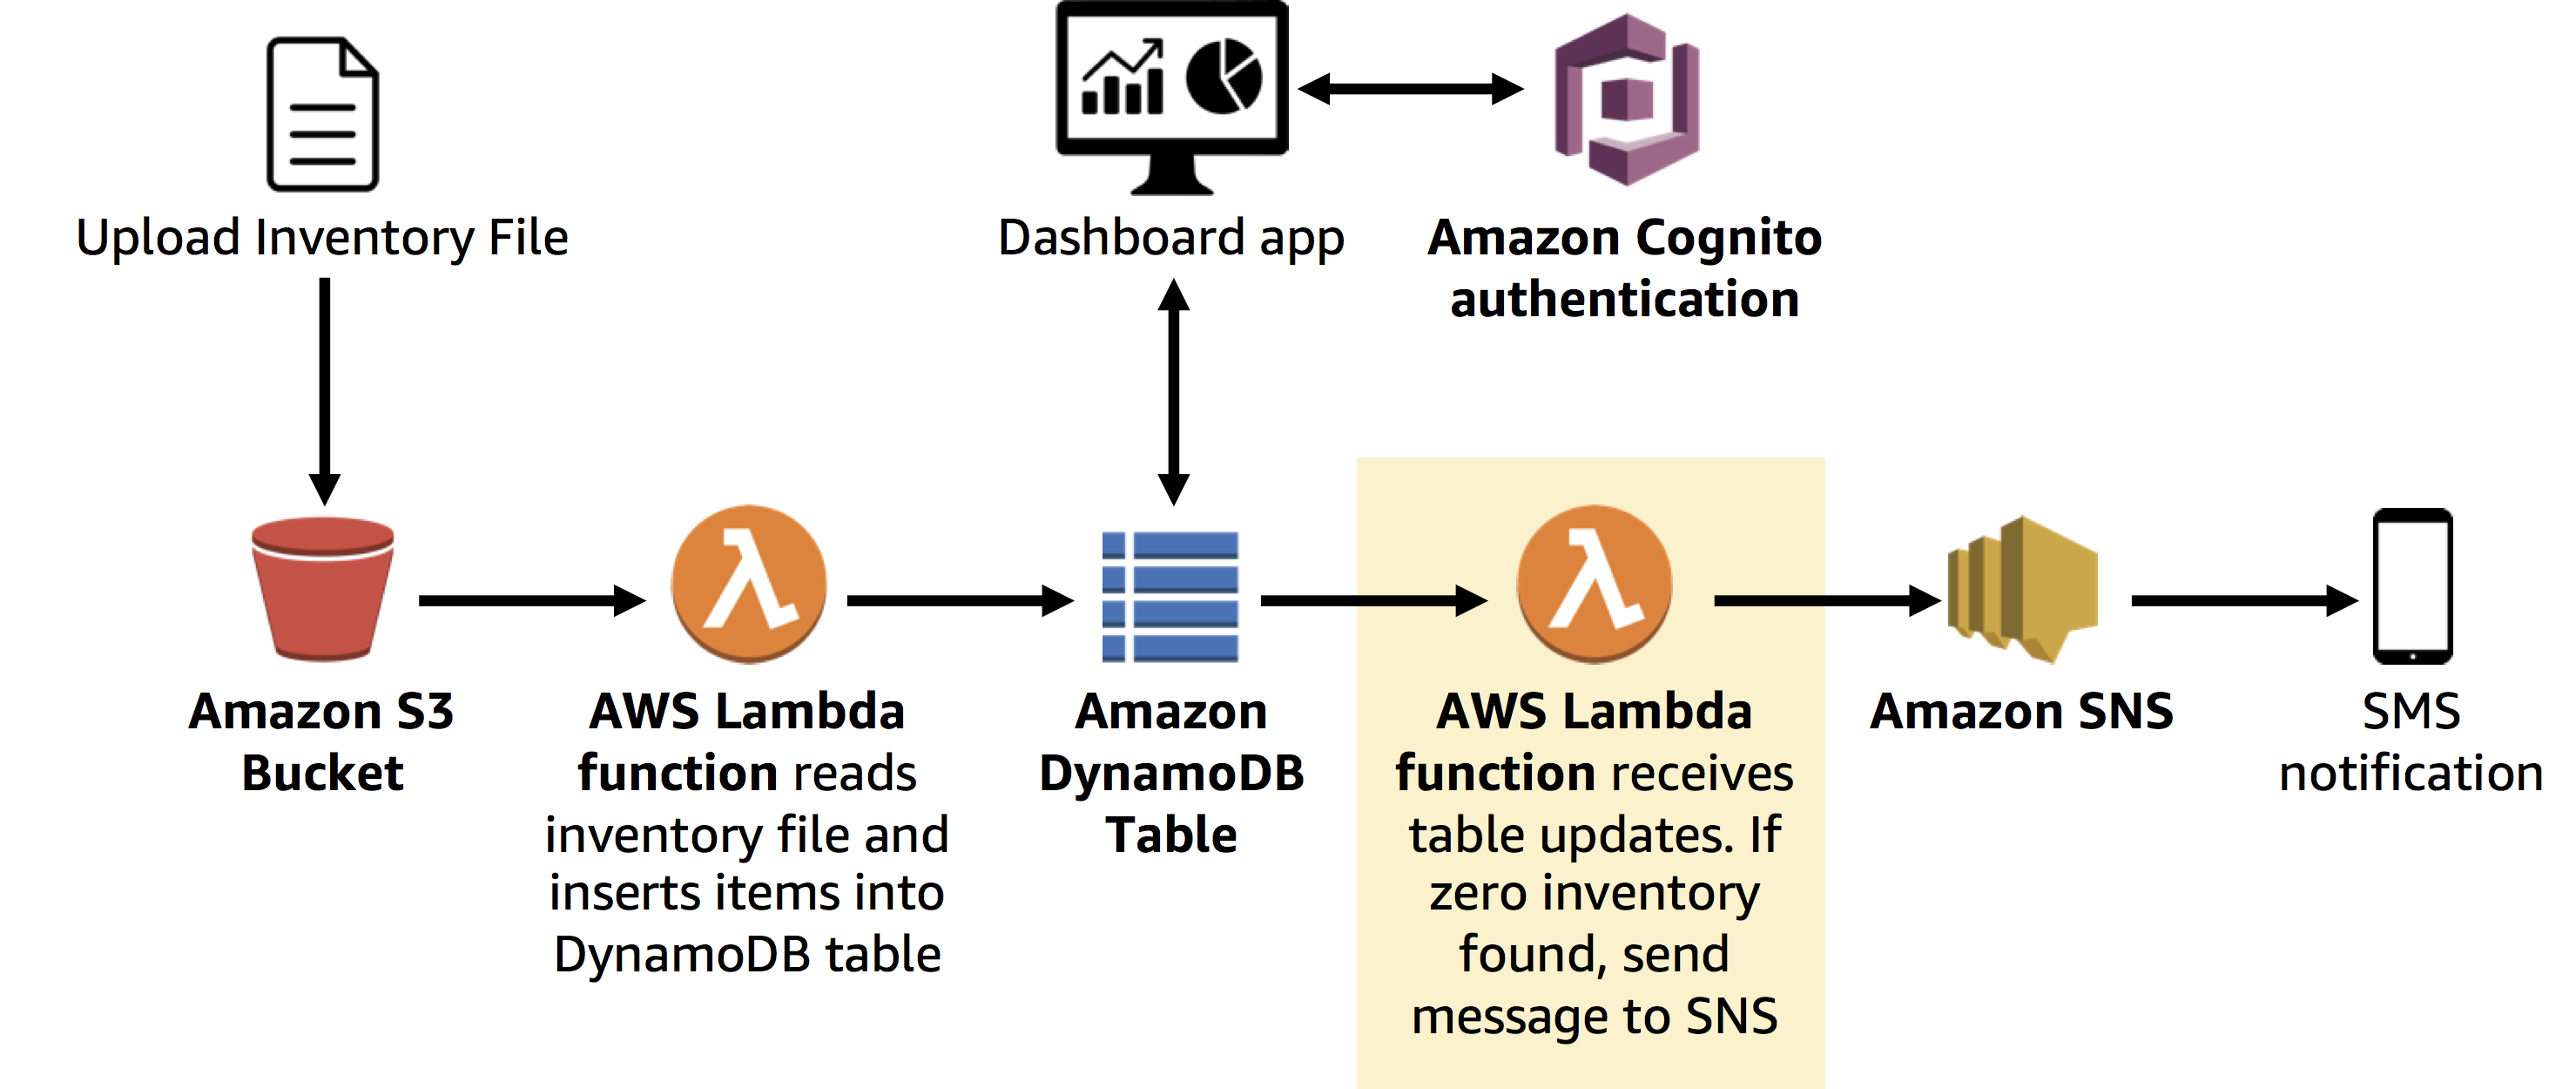 Upload Inventory File
Dashboard app
Amazon Cognito
authentication
Amazon S3
Bucket
AWS Lambda
function reads
inventory file and
inserts items into
DynamoDB table
Amazon
DynamoDB
Table
AWS Lambda
function receives
table updates. If
zero inventory
found, send
message to SNS
Amazon SNS
SMS
notification